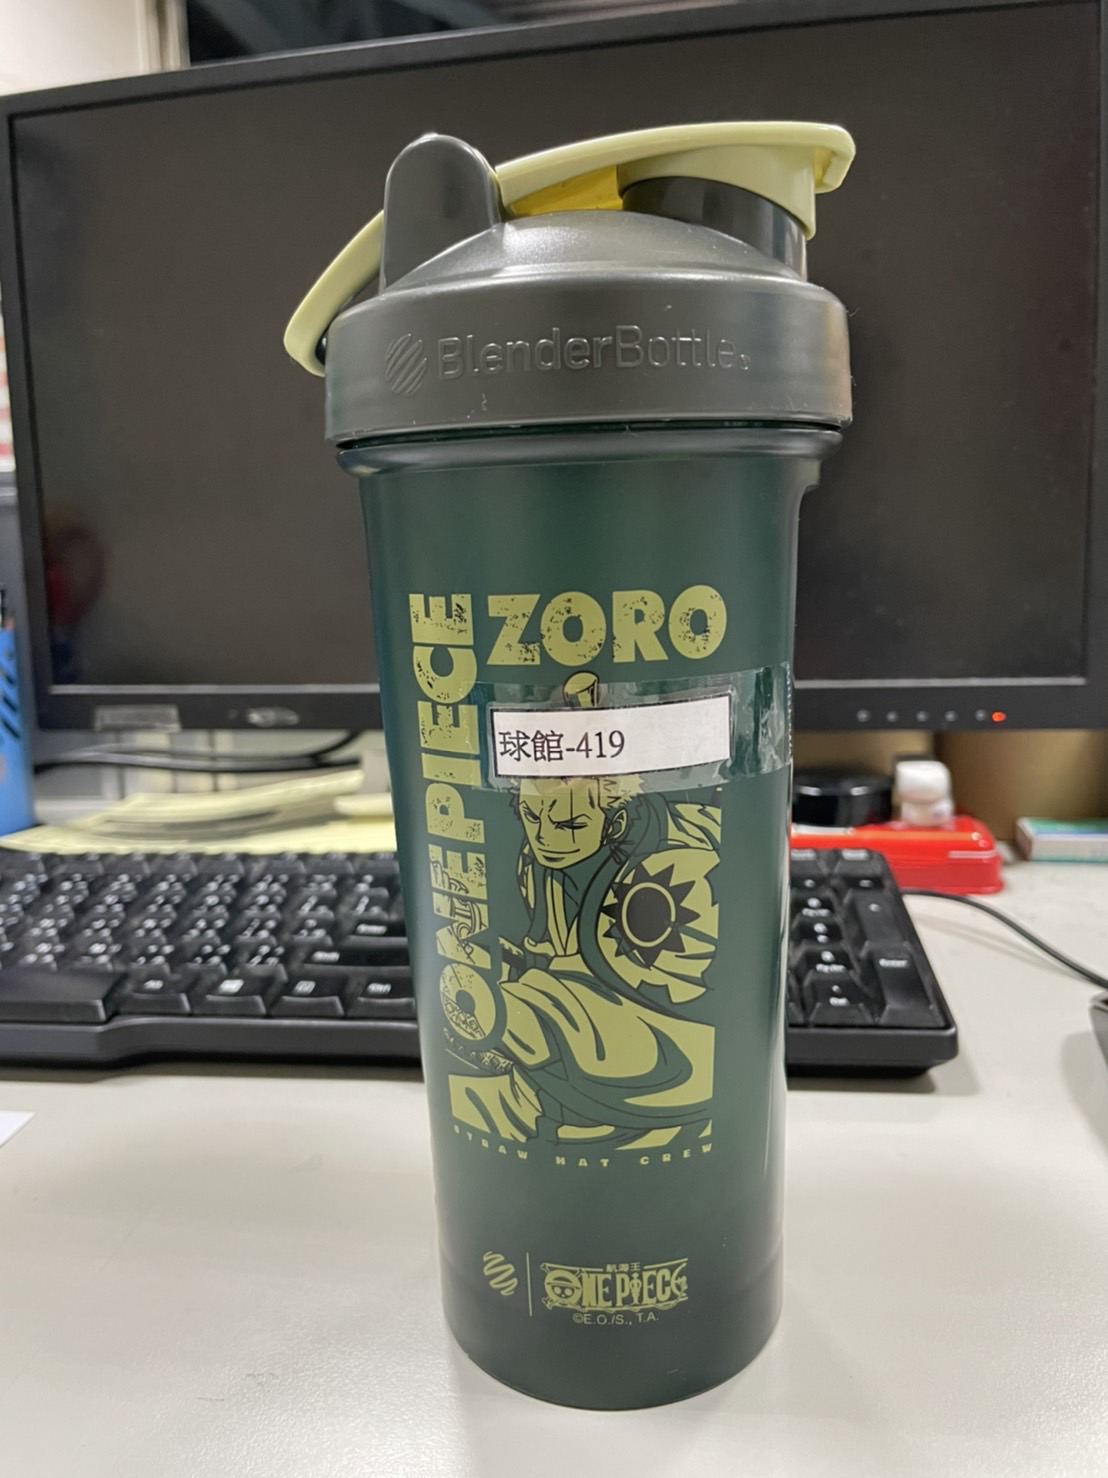 BlenderBottle®
ZORO
ONE PIECE
球館-419
STRAW HAT CREW
航海王
ONE PIECE
©E.O./S., T.A.